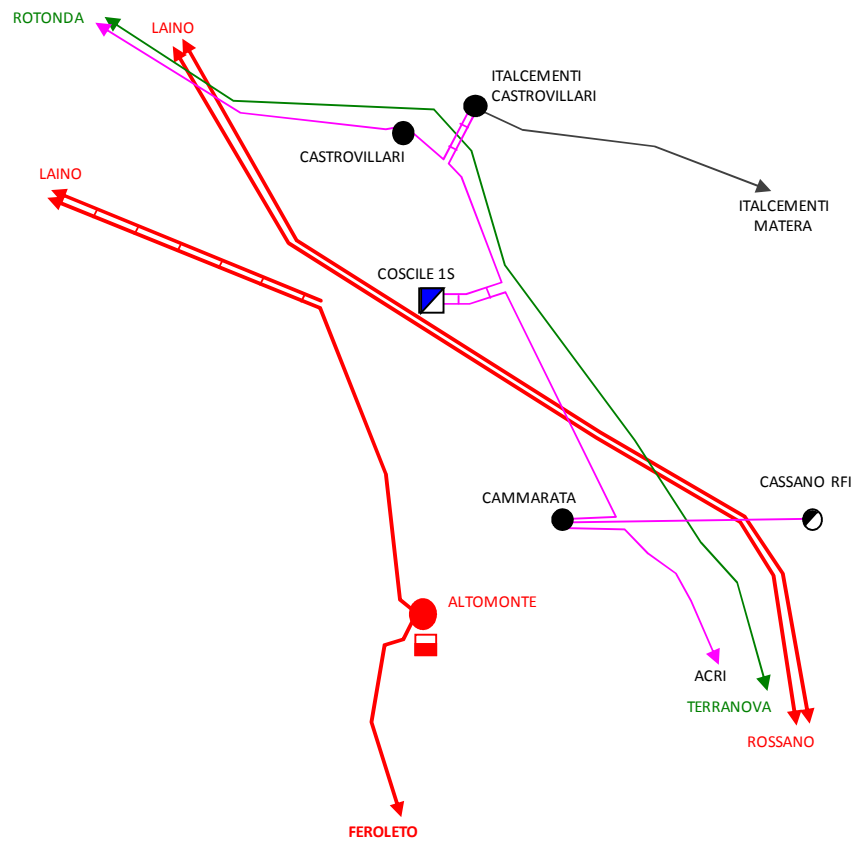 ROTONDA
LAINO
ITALCEMENTI
CASTROVILLARI
CASTROVILLARI
LAINO
ITALCEMENTI
MATERA
COSCILE 1S
CASSANO RFI
CAMMARATA
ALTOMONTE
ACRI
TERRANOVA
ROSSANO
FEROLETO